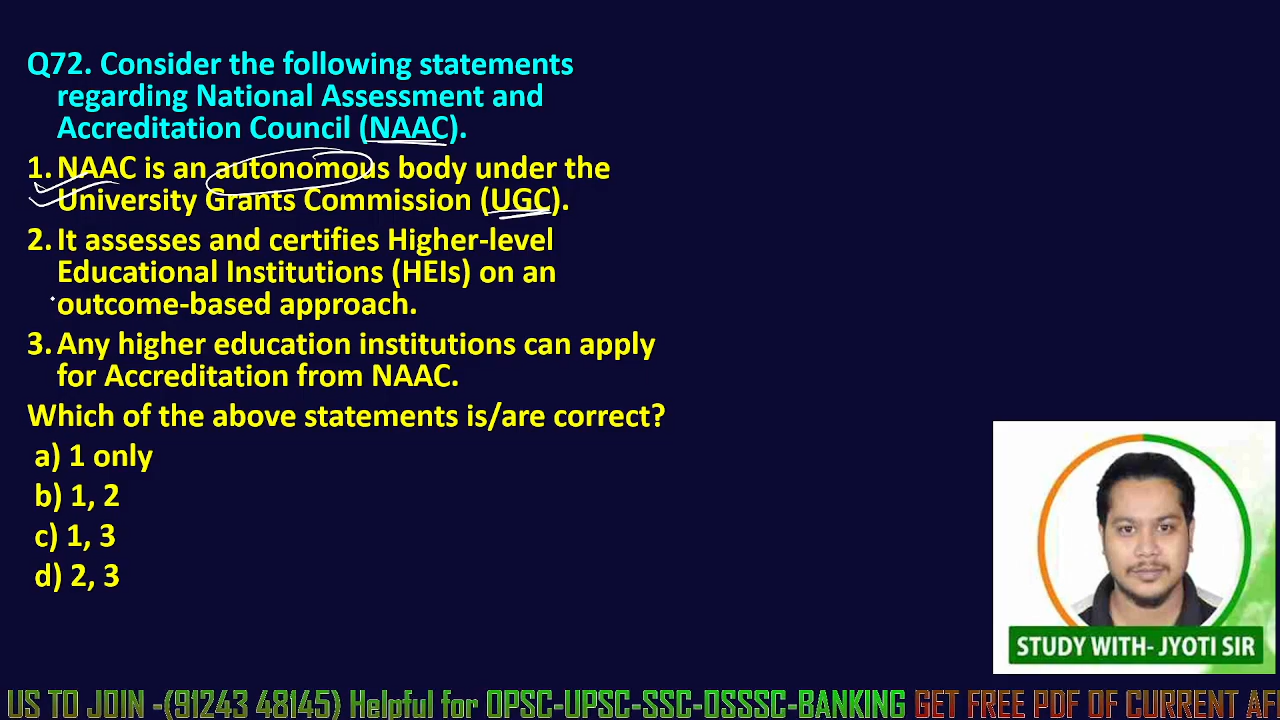 Q72. Consider the following statements
regarding National Assessment and
Accreditation Council (NAAC).
1. NAAC is an autonomous body under the
University Grants Commission (UGC).
2. It assesses and certifies Higher-level
Educational Institutions (HEIs) on an
outcome-based approach.
3. Any higher education institutions can apply
for Accreditation from NAAC.
Which of the above statements is/are correct?
a) 1 only
b) 1, 2
c) 1, 3
d) 2, 3
STUDY WITH- JYOTI SIR
US TO JOIN -(91243 48145) Helpful for OPSC-UPSC-SSC-OSSSC-BANKING GET FREE PDF OF CURRENT AF